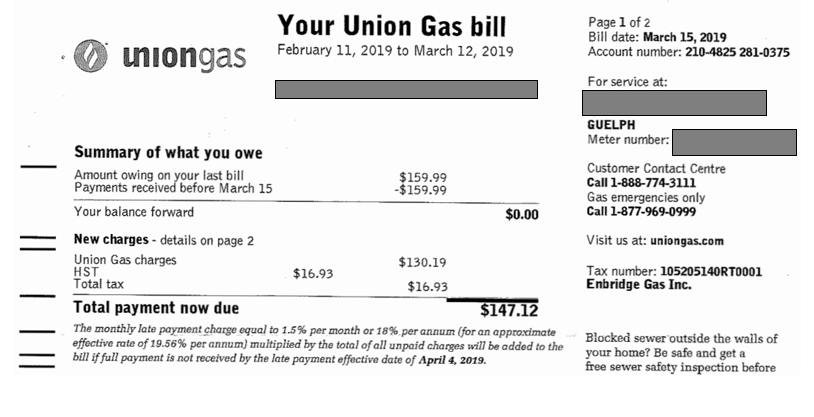 uniongas
Your Union Gas bill
February 11, 2019 to March 12, 2019
Page 1 of 2
Bill date: March 15, 2019
Account number: 210-4825 281-0375
For service at:
GUELPH
Meter number:
Customer Contact Centre
Call 1-888-774-3111
Gas emergencies only
Call 1-877-969-0999
Visit us at: uniongas.com
Tax number: 105205140RT0001
Enbridge Gas Inc.
Blocked sewer outside the walls of
your home? Be safe and get a
free sewer safety inspection before
Summary of what you owe
Amount owing on your last bill $159.99
Payments received before March 15 -$159.99
Your balance forward $0.00
New charges - details on page 2
Union Gas charges $130.19
HST $16.93
Total tax $16.93
Total payment now due $147.12
The monthly late payment charge equal to 1.5% per month or 18% per annum (for an approximate
effective rate of 19.56% per annum) multiplied by the total of all unpaid charges will be added to the
bill if full payment is not received by the late payment effective date of April 4, 2019.